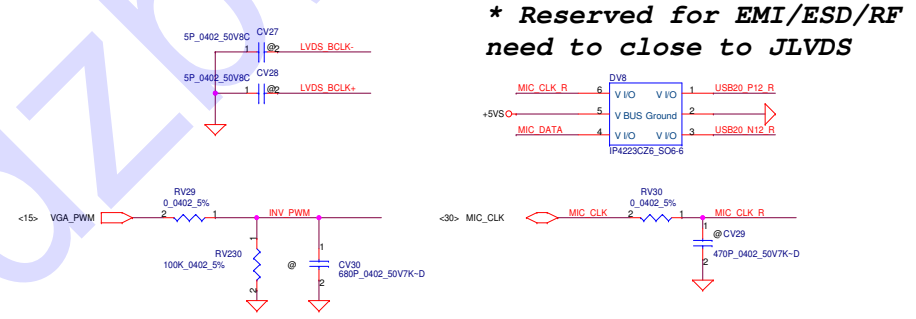 * Reserved for EMI/ESD/RF
need to close to JLVDS
5P_0402_50V8C CV27
1 @2 LVDS_BCLK-
5P_0402_50V8C CV28
1 @2 LVDS_BCLK+
DV8
MIC_CLK_R 6 V I/O V I/O 1 USB20_P12_R
+5VS 5 V BUS Ground 2
MIC_DATA 4 V I/O V I/O 3 USB20_N12_R
IP4223CZ6_SO6-6
RV29
0_0402_5%
<15> VGA_PWM 2 1 INV_PWM
1
RV230
100K_0402_5%
2
@
1
CV30
680P_0402_50V7K~D
2
RV30
0_0402_5%
<30> MIC_CLK MIC_CLK 2 1 MIC_CLK_R
1
@ CV29
470P_0402_50V7K~D
2